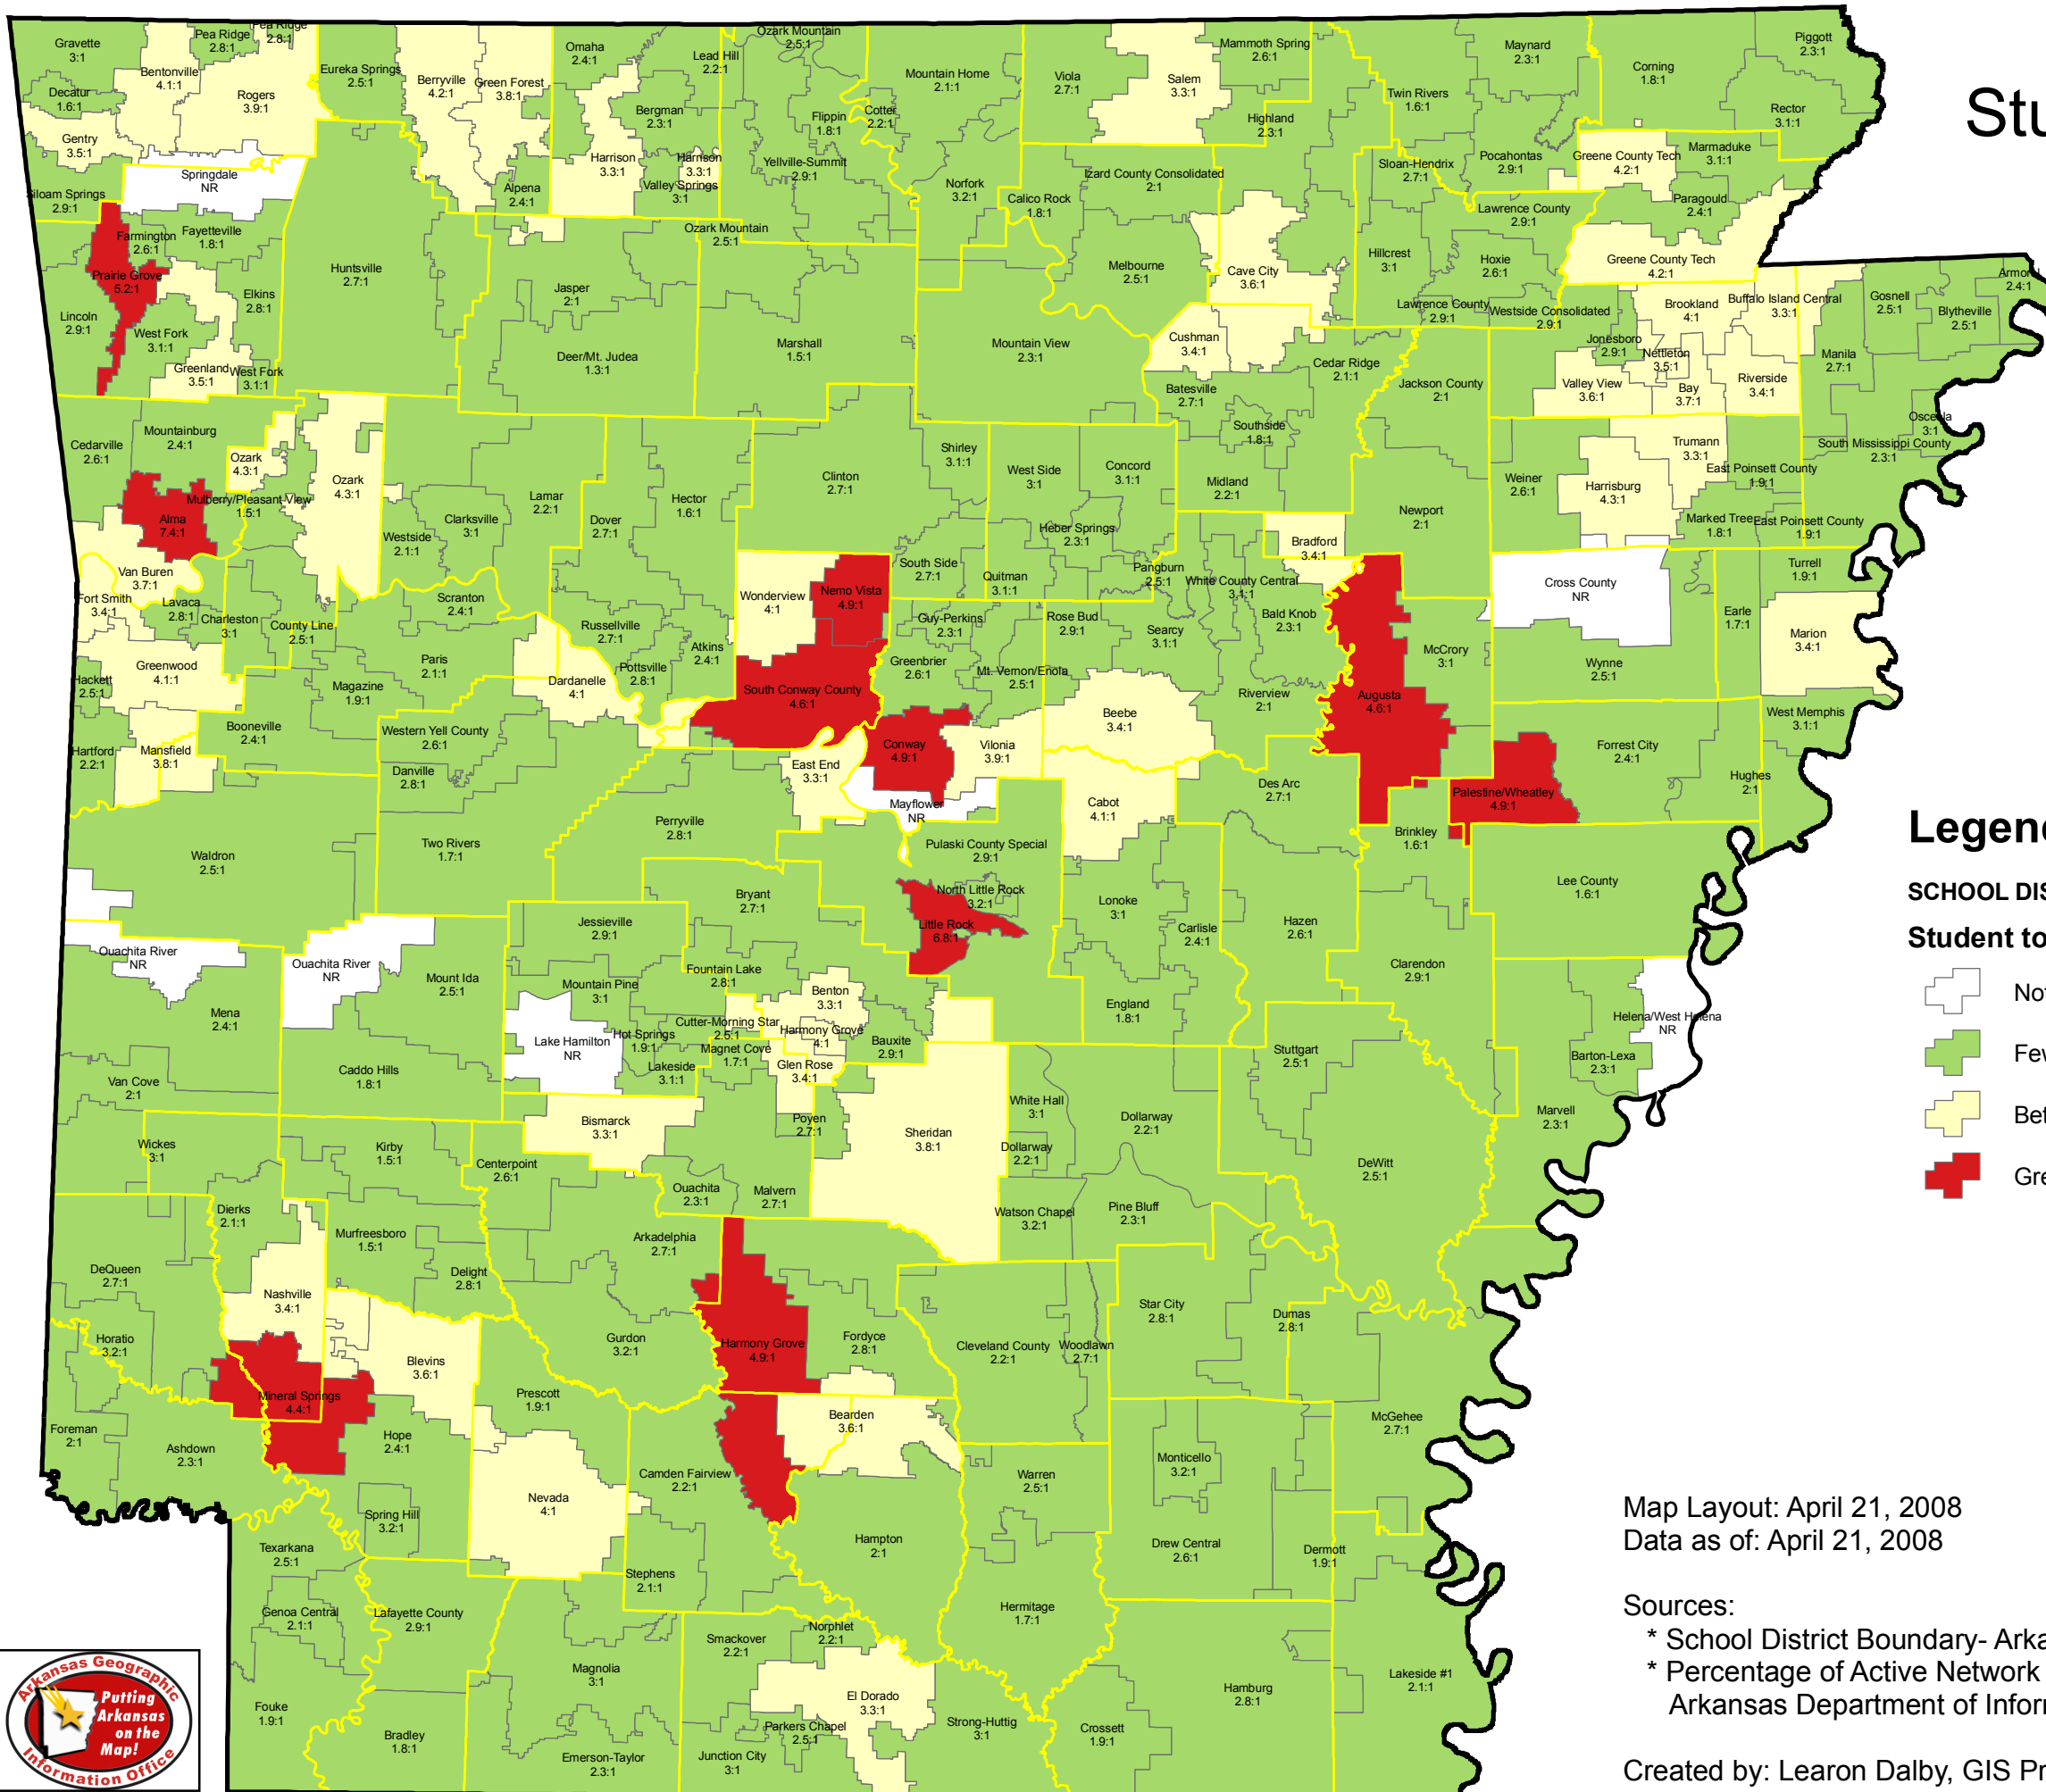 Stu
Gravette
3:1
Pea Ridge
2.8:1
Pea Ridge
2.8:1
Bentonville
4.1:1
Decatur
1.6:1
Rogers
3.9:1
Gentry
3.5:1
Springdale
NR
Siloam Springs
2.9:1
Eureka Springs
2.5:1
Berryville
4.2:1
Green Forest
3.8:1
Omaha
2.4:1
Lead Hill
2.2:1
Ozark Mountain
2.5:1
Bergman
2.3:1
Harrison
3.3:1
Harrison
3.3:1
Valley Springs
3:1
Alpena
2.4:1
Flippin
1.8:1
Cotter
2.2:1
Yellville-Summit
2.9:1
Mountain Home
2.1:1
Norfork
3.2:1
Viola
2.7:1
Salem
3.3:1
Mammoth Spring
2.6:1
Highland
2.3:1
Calico Rock
1.8:1
Izard County Consolidated
2:1
Twin Rivers
1.6:1
Maynard
2.3:1
Corning
1.8:1
Piggott
2.3:1
Rector
3.1:1
Sloan-Hendrix
2.7:1
Pocahontas
2.9:1
Greene County Tech
4.2:1
Marmaduke
3.1:1
Paragould
2.4:1
Lawrence County
2.9:1
Farmington
2.6:1
Fayetteville
1.8:1
Prairie Grove
5.2:1
Elkins
2.8:1
Lincoln
2.9:1
West Fork
3.1:1
Greenland
3.5:1
West Fork
3.1:1
Huntsville
2.7:1
Jasper
2:1
Ozark Mountain
2.5:1
Deer/Mt. Judea
1.3:1
Marshall
1.5:1
Mountain View
2.3:1
Melbourne
2.5:1
Cave City
3.6:1
Cushman
3.4:1
Batesville
2.7:1
Southside
1.8:1
Cedar Ridge
2.1:1
Hillcrest
3:1
Hoxie
2.6:1
Lawrence County
2.9:1
Westside Consolidated
2.9:1
Greene County Tech
4.2:1
Brookland
4:1
Buffalo Island Central
3.3:1
Gosnell
2.5:1
Blytheville
2.5:1
Armorel
2.4:1
Jonesboro
2.9:1
Nettleton
3.5:1
Valley View
3.6:1
Bay
3.7:1
Riverside
3.4:1
Manila
2.7:1
Osceola
3:1
South Mississippi County
2.3:1
Jackson County
2:1
Cedarville
2.6:1
Mountainburg
2.4:1
Ozark
4.3:1
Ozark
4.3:1
Mulberry/Pleasant View
1.5:1
Alma
7.4:1
Van Buren
3.7:1
Fort Smith
3.4:1
Lavaca
2.8:1
Charleston
3:1
County Line
2.5:1
Greenwood
4.1:1
Hackett
2.5:1
Hartford
2.2:1
Mansfield
3.8:1
Booneville
2.4:1
Magazine
1.9:1
Paris
2.1:1
Scranton
2.4:1
Westside
2.1:1
Clarksville
3:1
Lamar
2.2:1
Dover
2.7:1
Hector
1.6:1
Clinton
2.7:1
Shirley
3.1:1
West Side
3:1
Concord
3.1:1
Midland
2.2:1
Heber Springs
2.3:1
Newport
2:1
Weiner
2.6:1
Harrisburg
4.3:1
Trumann
3.3:1
East Poinsett County
1.9:1
Marked Tree
1.8:1
East Poinsett County
1.9:1
Bradford
3.4:1
Cross County
NR
Turrell
1.9:1
Earle
1.7:1
Marion
3.4:1
Wynne
2.5:1
West Memphis
3.1:1
Forrest City
2.4:1
Hughes
2:1
Wonderview
4:1
Nemo Vista
4.9:1
South Side
2.7:1
Quitman
3.1:1
Pangburn
2.5:1
White County Central
3.1:1
Bald Knob
2.3:1
Guy-Perkins
2.3:1
Rose Bud
2.9:1
Searcy
3.1:1
Greenbrier
2.6:1
Mt. Vernon/Enola
2.5:1
Riverview
2:1
McCrory
3:1
Augusta
4.6:1
Russellville
2.7:1
Pottsville
2.8:1
Atkins
2.4:1
Dardanelle
4:1
South Conway County
4.6:1
Conway
4.9:1
Vilonia
3.9:1
Beebe
3.4:1
Western Yell County
2.6:1
Danville
2.8:1
East End
3.3:1
Mayflower
NR
Cabot
4.1:1
Des Arc
2.7:1
Palestine/Wheatley
4.9:1
Brinkley
1.6:1
Waldron
2.5:1
Two Rivers
1.7:1
Perryville
2.8:1
Pulaski County Special
2.9:1
North Little Rock
3.2:1
Little Rock
6.8:1
Bryant
2.7:1
Lonoke
3:1
Carlisle
2.4:1
Hazen
2.6:1
Lee County
1.6:1
Clarendon
2.9:1
Ouachita River
NR
Ouachita River
NR
Mena
2.4:1
Mount Ida
2.5:1
Jessieville
2.9:1
Mountain Pine
3:1
Fountain Lake
2.8:1
Lake Hamilton
NR
Hot Springs
1.9:1
Cutter-Morning Star
2.5:1
Lakeside
3.1:1
Magnet Cove
1.7:1
Benton
3.3:1
Harmony Grove
4:1
Glen Rose
3.4:1
Bauxite
2.9:1
England
1.8:1
Stuttgart
2.5:1
Helena/West Helena
NR
Barton-Lexa
2.3:1
Marvell
2.3:1
Van Cove
2:1
Caddo Hills
1.8:1
Bismarck
3.3:1
Poyen
2.7:1
Sheridan
3.8:1
White Hall
3:1
Dollarway
2.2:1
Dollarway
2.2:1
DeWitt
2.5:1
Wickes
3:1
Kirby
1.5:1
Centerpoint
2.6:1
Ouachita
2.3:1
Malvern
2.7:1
Watson Chapel
3.2:1
Pine Bluff
2.3:1
Dierks
2.1:1
Murfreesboro
1.5:1
Delight
2.8:1
Arkadelphia
2.7:1
DeQueen
2.7:1
Nashville
3.4:1
Horatio
3.2:1
Blevins
3.6:1
Gurdon
3.2:1
Harmony Grove
4.9:1
Fordyce
2.8:1
Cleveland County
2.2:1
Woodlawn
2.7:1
Star City
2.8:1
Dumas
2.8:1
Mineral Springs
4.4:1
Prescott
1.9:1
Foreman
2:1
Ashdown
2.3:1
Hope
2.4:1
Bearden
3.6:1
McGehee
2.7:1
Camden Fairview
2.2:1
Warren
2.5:1
Monticello
3.2:1
Nevada
4:1
Spring Hill
3.2:1
Texarkana
2.5:1
Stephens
2.1:1
Hampton
2:1
Drew Central
2.6:1
Dermott
1.9:1
Genoa Central
2.1:1
Lafayette County
2.9:1
Hermitage
1.7:1
Smackover
2.2:1
Norphlet
2.2:1
Magnolia
3:1
El Dorado
3.3:1
Hamburg
2.8:1
Lakeside #1
2.1:1
Fouke
1.9:1
Bradley
1.8:1
Emerson-Taylor
2.3:1
Junction City
3:1
Parkers Chapel
2.5:1
Strong-Huttig
3:1
Crossett
1.9:1
Legend
SCHOOL DIS
Student to
Not
Few
Bet
Gre
Map Layout: April 21, 2008
Data as of: April 21, 2008
Sources:
* School District Boundary- Arka
* Percentage of Active Network
Arkansas Department of Inforr
Created by: Learon Dalby, GIS Pr
Arkansas Geographic
Putting
Arkansas
on the
Map!
Information Office